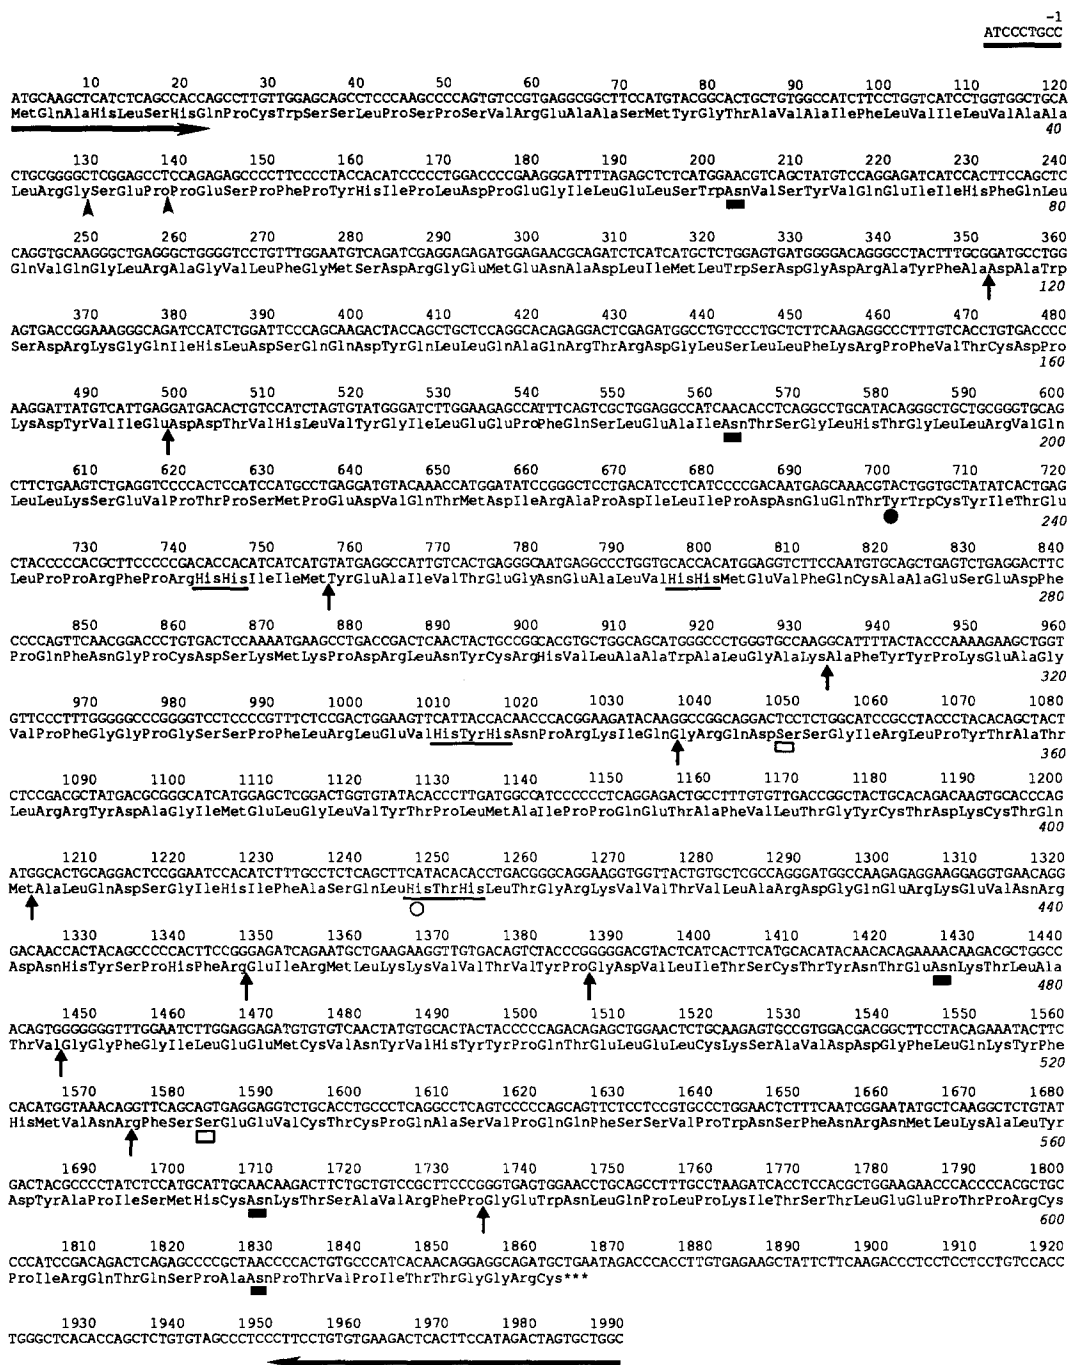 -1
ATCCCTGCC
10 20 30 40 50 60 70 80 90 100 110 120
ATGCAAGCTCATCTCAGCCACCAGCCTTGTTGGAGCAGCCTCCCAAGCCCCAGTGTCCGTGAGGCGGCTTCCATGTACGGCACTGCTGTGGCCATCTTCCTGGTCATCCTGGTGGCTGCA
MetGlnAlaHisLeuSerHisGlnProCysTrpSerSerLeuProSerProSerValArgGluAlaAlaSerMetTyrGlyThrAlaValAlaIlePheLeuValIleLeuValAlaAla
40
130 140 150 160 170 180 190 200 210 220 230 240
CTGCGGGGCTCGGAGCCTCCAGAGAGCCCCTTCCCCTACCACATCCCCCTGGACCCCGAAGGGATTTTAGAGCTCTCATGGAACGTCAGCTATGTCCAGGAGATCATCCACTTCCAGCTC
LeuArgGlySerGluProProGluSerProPheProTyrHisIleProLeuAspProGluGlyIleLeuGluLeuSerTrpAsnValSerTyrValGlnGluIleIleHisPheGlnLeu
80
250 260 270 280 290 300 310 320 330 340 350 360
CAGGTGCAAGGGCTGAGGGCTGGGGTCCTGTTTGGAATGTCAGATCGAGGAGAGATGGAGAACGCAGATCTCATCATGCTCTGGAGTGATGGGGACAGGGCCTACTTTGCGGATGCCTGG
GlnValGlnGlyLeuArgAlaGlyValLeuPheGlyMetSerAspArgGlyGluMetGluAsnAlaAspLeuIleMetLeuTrpSerAspGlyAspArgAlaTyrPheAlaAspAlaTrp
120
370 380 390 400 410 420 430 440 450 460 470 480
AGTGACCGGAAAGGGCAGATCCATCTGGATTCCCAGCAAGACTACCAGCTGCTCCAGGCACAGAGGACTCGAGATGGCCTGTCCCTGCTCTTCAAGAGGCCCTTTGTCACCTGTGACCCC
SerAspArgLysGlyGlnIleHisLeuAspSerGlnGlnAspTyrGlnLeuLeuGlnAlaGlnArgThrArgAspGlyLeuSerLeuLeuPheLysArgProPheValThrCysAspPro
160
490 500 510 520 530 540 550 560 570 580 590 600
AAGGATTATGTCATTGAGGATGACACTGTCCATCTAGTGTATGGGATCTTGGAAGAGCCATTTCAGTCGCTGGAGGCCATCAACACCTCAGGCCTGCATACAGGGCTGCTGCGGGTGCAG
LysAspTyrValIleGluAspAspThrValHisLeuValTyrGlyIleLeuGluGluProPheGlnSerLeuGluAlaIleAsnThrSerGlyLeuHisThrGlyLeuLeuArgValGln
200
610 620 630 640 650 660 670 680 690 700 710 720
CTTCTGAAGTCTGAGGTCCCCACTCCATCCATGCCTGAGGATGTACAAACCATGGATATCCGGGCTCCTGACATCCTCATCCCCGACAATGAGCAAACGTACTGGTGCTATATCACTGAG
LeuLeuLysSerGluValProThrProSerMetProGluAspValGlnThrMetAspIleArgAlaProAspIleLeuIleProAspAsnGluGlnThrTyrTrpCysTyrIleThrGlu
240
730 740 750 760 770 780 790 800 810 820 830 840
CTACCCCCACGCTTCCCCCGACACCACATCATCATGTATGAGGCCATTGTCACTGAGGGCAATGAGGCCCTGGTGCACCACATGGAGGTCTTCCAATGTGCAGCTGAGTCTGAGGACTTC
LeuProProArgPheProArgHisHisIleIleMetTyrGluAlaIleValThrGluGlyAsnGluAlaLeuValHisHisMetGluValPheGlnCysAlaAlaGluSerGluAspPhe
280
850 860 870 880 890 900 910 920 930 940 950 960
CCCCAGTTCAACGGACCCTGTGACTCCAAAATGAAGCCTGACCGACTCAACTACTGCCGGCACGTGCTGGCAGCATGGGCCCTGGGTGCCAAGGCATTTTACTACCCAAAAGAAGCTGGT
ProGlnPheAsnGlyProCysAspSerLysMetLysProAspArgLeuAsnTyrCysArgHisValLeuAlaAlaTrpAlaLeuGlyAlaLysAlaPheTyrTyrProLysGluAlaGly
320
970 980 990 1000 1010 1020 1030 1040 1050 1060 1070 1080
GTTCCCTTTGGGGGCCCGGGGTCCTCCCCGTTTCTCCGACTGGAAGTTCATTACCACAACCCACGGAAGATACAAGGCCGGCAGGACTCCTCTGGCATCCGCCTACCCTACACAGCTACT
ValProPheGlyGlyProGlySerSerProPheLeuArgLeuGluValHisTyrHisAsnProArgLysIleGlnGlyArgGlnAspSerSerGlyIleArgLeuProTyrThrAlaThr
360
1090 1100 1110 1120 1130 1140 1150 1160 1170 1180 1190 1200
CTCCGACGCTATGACGCGGGCATCATGGAGCTCGGACTGGTGTATACACCCTTGATGGCCATCCCCCCTCAGGAGACTGCCTTTGTGTTGACCGGCTACTGCACAGACAAGTGCACCCAG
LeuArgArgTyrAspAlaGlyIleMetGluLeuGlyLeuValTyrThrProLeuMetAlaIleProProGlnGluThrAlaPheValLeuThrGlyTyrCysThrAspLysCysThrGln
400
1210 1220 1230 1240 1250 1260 1270 1280 1290 1300 1310 1320
ATGGCACTGCAGGACTCCGGAATCCACATCTTTGCCTCTCAGCTTCATACACACCTGACGGGCAGGAAGGTGGTTACTGTGCTCGCCAGGGATGGCCAAGAGAGGAAGGAGGTGAACAGG
MetAlaLeuGlnAspSerGlyIleHisIlePheAlaSerGlnLeuHisThrHisLeuThrGlyArgLysValValThrValLeuAlaArgAspGlyGlnGluArgLysGluValAsnArg
440
1330 1340 1350 1360 1370 1380 1390 1400 1410 1420 1430 1440
GACAACCACTACAGCCCCCACTTCCGGGAGATCAGAATGCTGAAGAAGGTTGTGACAGTCTACCCGGGGGACGTACTCATCACTTCATGCACATACAACACAGAAAACAAGACGCTGGCC
AspAsnHisTyrSerProHisPheArgGluIleArgMetLeuLysLysValValThrValTyrProGlyAspValLeuIleThrSerCysThrTyrAsnThrGluAsnLysThrLeuAla
480
1450 1460 1470 1480 1490 1500 1510 1520 1530 1540 1550 1560
ACAGTGGGGGGGTTTGGAATCTTGGAGGAGATGTGTGTCAACTATGTGCACTACTACCCCCAGACAGAGCTGGAACTCTGCAAGAGTGCCGTGGACGACGGCTTCCTACAGAAATACTTC
ThrValGlyGlyPheGlyIleLeuGluGluMetCysValAsnTyrValHisTyrTyrProGlnThrGluLeuGluLeuCysLysSerAlaValAspAspGlyPheLeuGlnLysTyrPhe
520
1570 1580 1590 1600 1610 1620 1630 1640 1650 1660 1670 1680
CACATGGTAAACAGGTTCAGCAGTGAGGAGGTCTGCACCTGCCCTCAGGCCTCAGTCCCCCAGCAGTTCTCCTCCGTGCCCTGGAACTCTTTCAATCGGAATATGCTCAAGGCTCTGTAT
HisMetValAsnArgPheSerSerGluGluValCysThrCysProGlnAlaSerValProGlnGlnPheSerSerValProTrpAsnSerPheAsnArgAsnMetLeuLysAlaLeuTyr
560
1690 1700 1710 1720 1730 1740 1750 1760 1770 1780 1790 1800
GACTACGCCCCTATCTCCATGCATTGCAACAAGACTTCTGCTGTCCGCTTCCCGGGTGAGTGGAACCTGCAGCCTTTGCCTAAGATCACCTCCACGCTGGAAGAACCCACCCCACGCTGC
AspTyrAlaProIleSerMetHisCysAsnLysThrSerAlaValArgPheProGlyGluTrpAsnLeuGlnProLeuProLysIleThrSerThrLeuGluGluProThrProArgCys
600
1810 1820 1830 1840 1850 1860 1870 1880 1890 1900 1910 1920
CCCATCCGACAGACTCAGAGCCCCGCTAACCCCACTGTGCCCATCACAACAGGAGGCAGATGCTGAATAGACCCACCTTGTGAGAAGCTATTCTTCAAGACCCTCCTCCTCCTGTCCACC
ProIleArgGlnThrGlnSerProAlaAsnProThrValProIleThrThrGlyGlyArgCys***
1930 1940 1950 1960 1970 1980 1990
TGGGCTCACACCAGCTCTGTGTAGCCCTCCCTTCCTGTGTGAAGACTCACTTCCATAGACTAGTGCTGGC